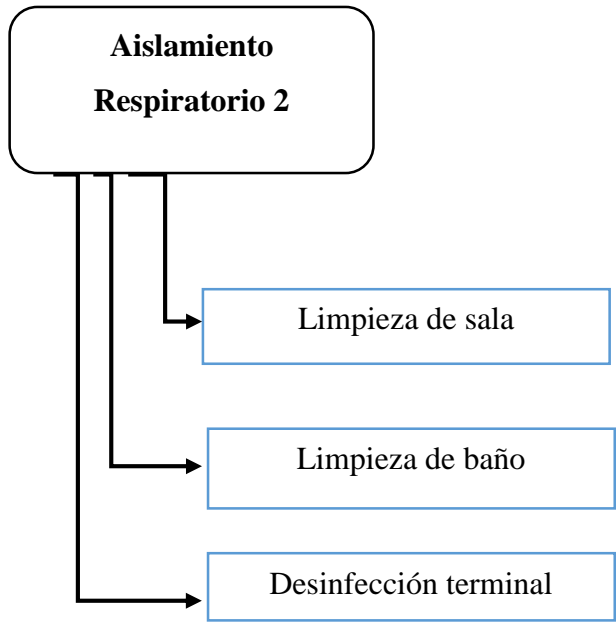 Aislamiento
Respiratorio 2
Limpieza de sala
Limpieza de baño
Desinfección terminal